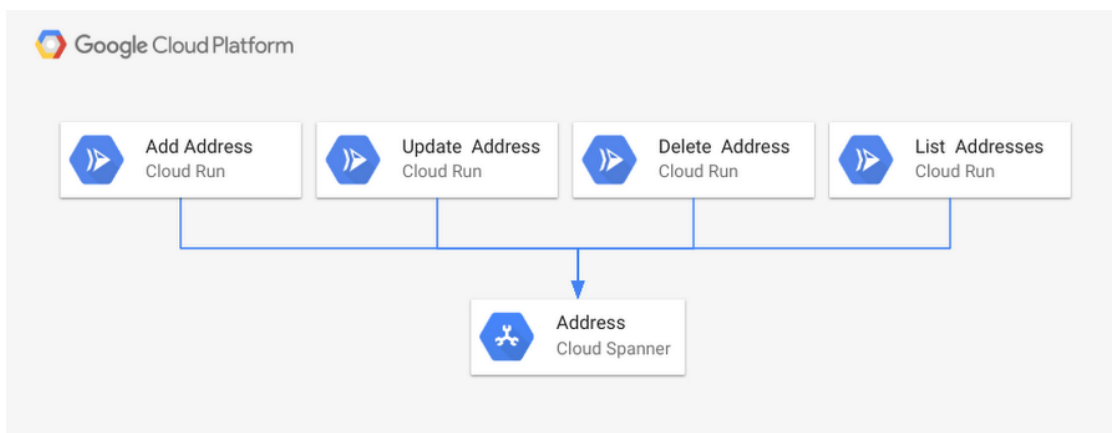 Google Cloud Platform
Add Address
Cloud Run
Update Address
Cloud Run
Delete Address
Cloud Run
List Addresses
Cloud Run
Address
Cloud Spanner